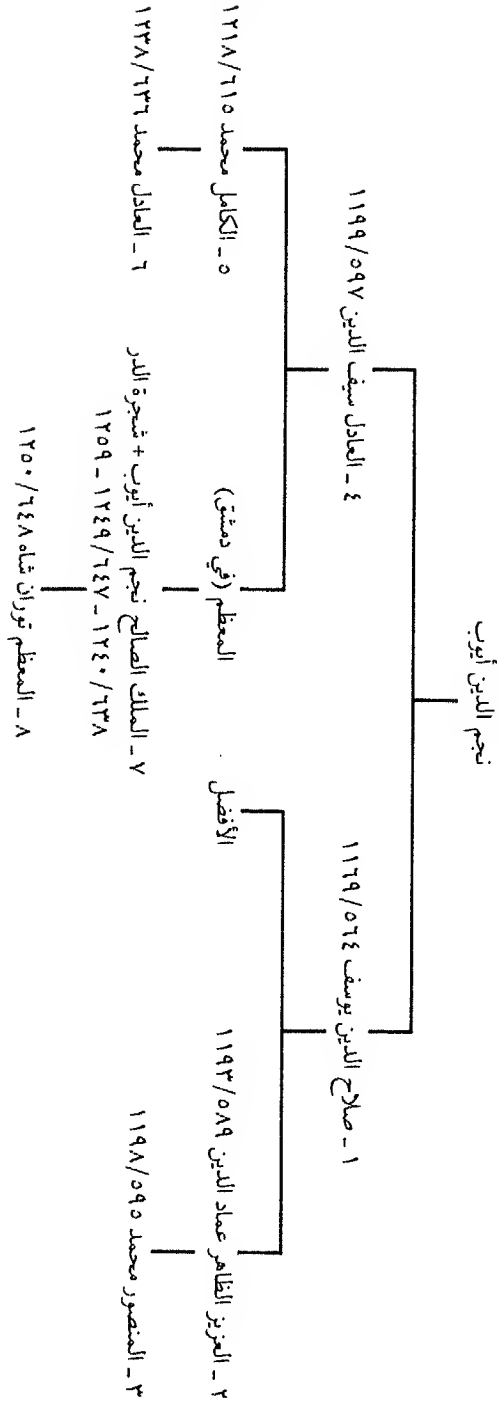 نجم الدين أيوب
١ - صلاح الدين يوسف ١١٦٩/٥٦٤
٤ - العادل سيف الدين ١١٩٩/٥٩٧
٢ - العزيز الظاهر عماد الدين ١١٩٣/٥٨٩
الأفضل
المعظم (في دمشق)
٥ - الكامل محمد ١٢١٨/٦١٥
٣ - المنصور محمد ١١٩٨/٥٩٥
٧ - الملك الصالح نجم الدين أيوب + شجرة الدر
١٢٤٠/٦٣٨ - ١٢٤٩/٦٤٧ - ١٢٥٩
٦ - العادل محمد ١٢٣٨/٦٣٦
٨ - المعظم توران شاه ١٢٥٠/٦٤٨